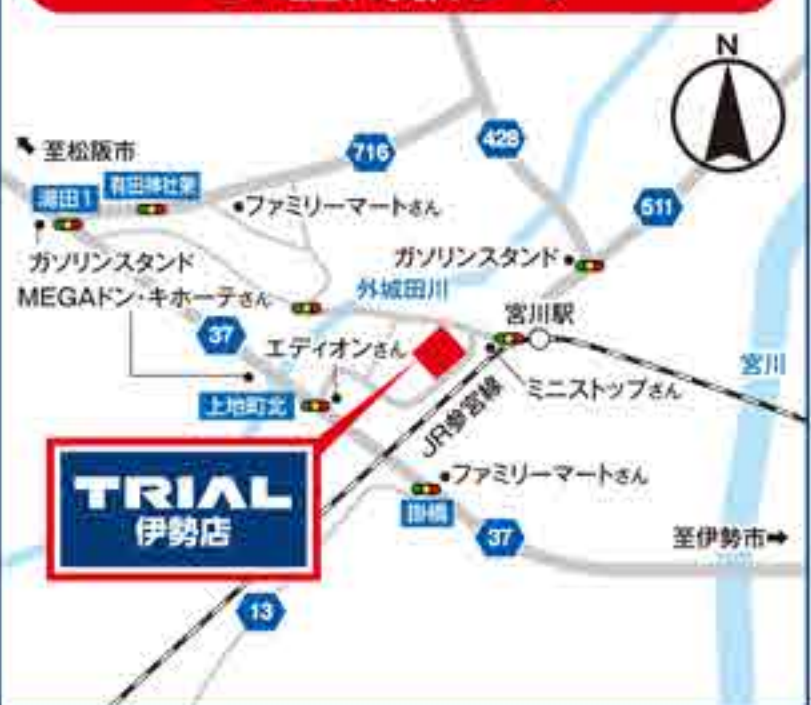 N
至松阪市
716
428
有田神社東
湯田1
ファミリーマートさん
511
ガソリンスタンド
ガソリンスタンド
外城田川
MEGAドン・キホーテさん
宮川駅
37
エディオンさん
宮川
ミニストップさん
上地町北
JR参宮線
ファミリーマートさん
TRIAL
伊勢店
掛橋
37
至伊勢市
13